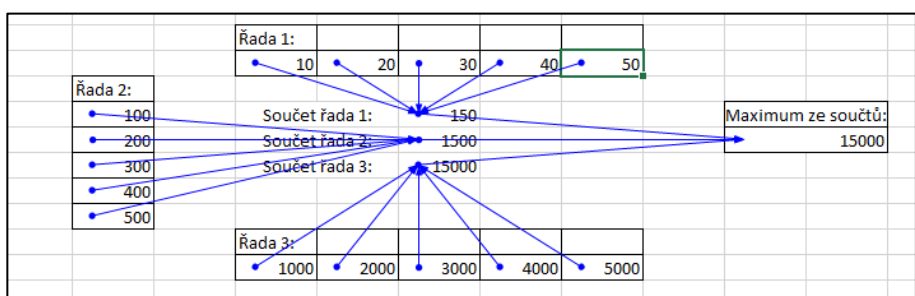 Řada 1:
10 20 30 40 50
Řada 2:
100 Součet řada 1: 150 Maximum ze součtů:
200 Součet řada 2: 1500 15000
300 Součet řada 3: 15000
400
500
Řada 3:
1000 2000 3000 4000 5000